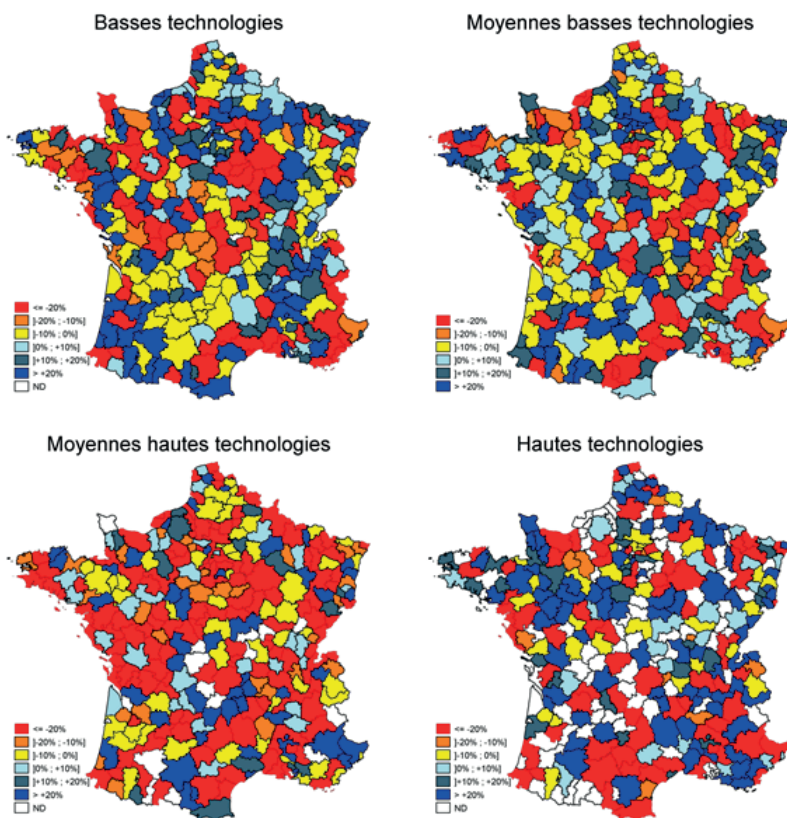 Basses technologies
Moyennes basses technologies
<= -20%
]-20% ; -10%]
]-10% ; 0%]
]0% ; +10%]
]+10% ; +20%]
> +20%
ND
<= -20%
]-20% ; -10%]
]-10% ; 0%]
]0% ; +10%]
]+10% ; +20%]
> +20%
Moyennes hautes technologies
Hautes technologies
<= -20%
]-20% ; -10%]
]-10% ; 0%]
]0% ; +10%]
]+10% ; +20%]
> +20%
ND
<= -20%
]-20% ; -10%]
]-10% ; 0%]
]0% ; +10%]
]+10% ; +20%]
> +20%
ND